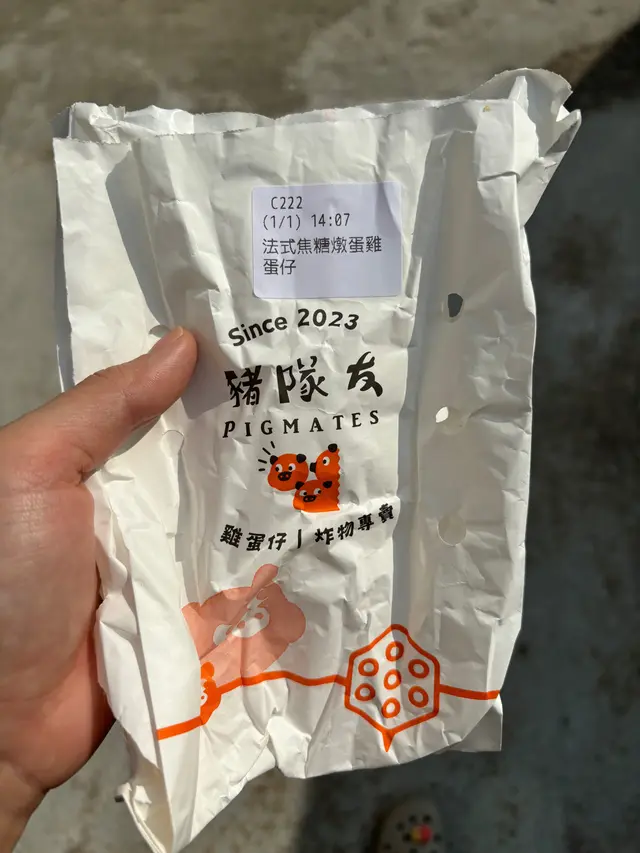 C222
(1/1) 14:07
法式焦糖燉蛋雞
蛋仔
Since 2023
豬隊友
PIGMATES
雞蛋仔 | 炸物專賣